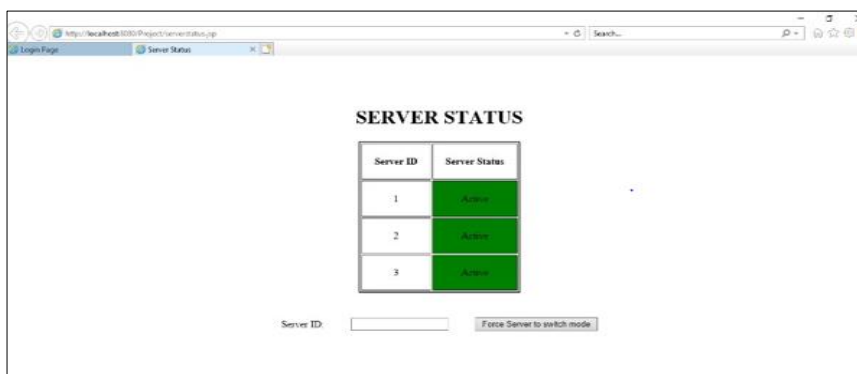 http://localhost:8080/Project/serverstatus.jsp
Search...
Login Page
Server Status
SERVER STATUS
Server ID Server Status
1 Active
2 Active
3 Active
Server ID:
Force Server to switch mode